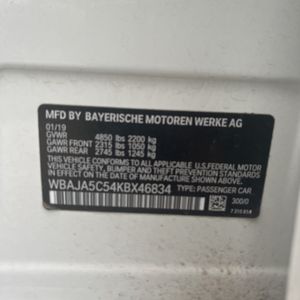 MFD BY BAYERISCHE MOTOREN WERKE AG
01/19
GVWR 4850 lbs 2200 kg
GAWR FRONT 2315 lbs 1050 kg
GAWR REAR 2745 lbs 1245 kg
THIS VEHICLE CONFORMS TO ALL APPLICABLE U.S. FEDERAL MOTOR
VEHICLE SAFETY, BUMPER AND THEFT PREVENTION STANDARDS
IN EFFECT ON THE DATE OF MANUFACTURE SHOWN ABOVE.
WBAJA5C54KBX46834 TYPE: PASSENGER CAR
300/0